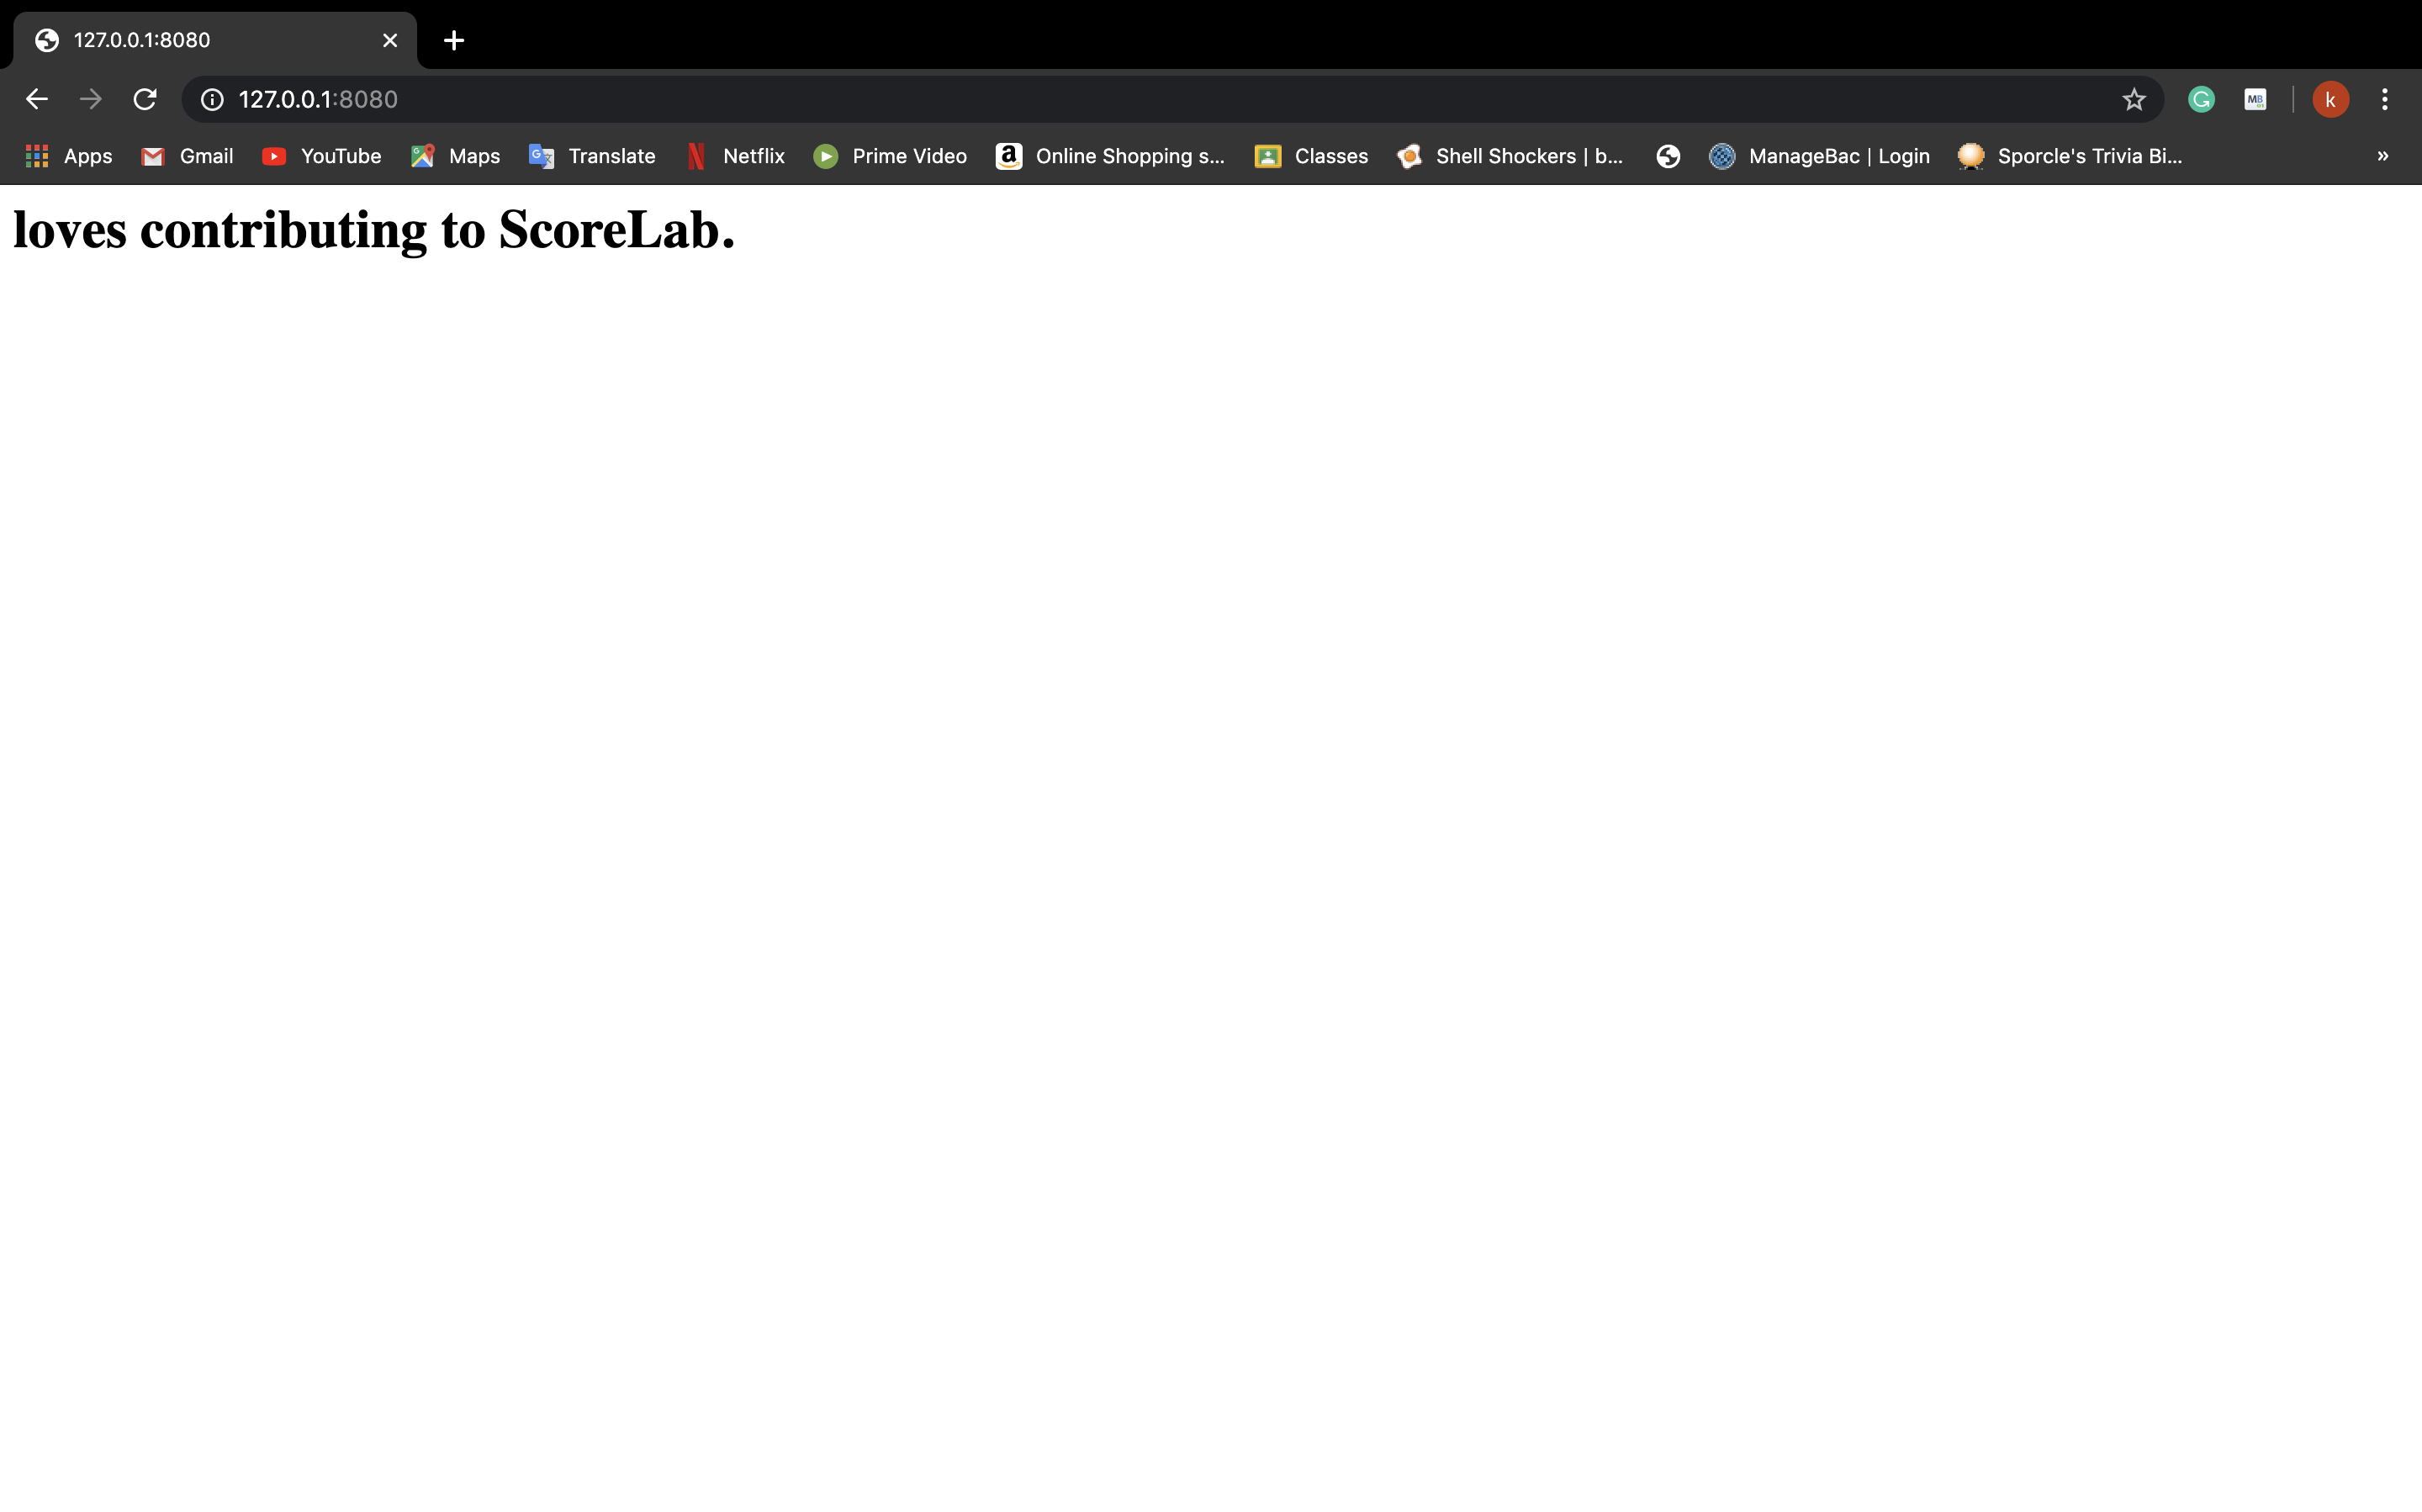 127.0.0.1:8080
127.0.0.1:8080
MB
k
Apps Gmail YouTube Maps Translate Netflix Prime Video Online Shopping s... Classes Shell Shockers | b... ManageBac | Login Sporcle's Trivia Bi... »
loves contributing to ScoreLab.